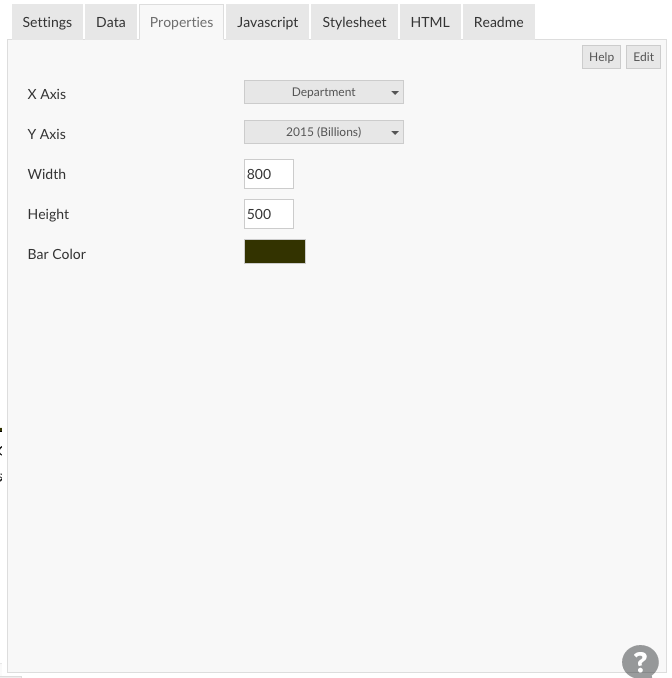 Settings Data Properties Javascript Stylesheet HTML Readme
Help Edit
X Axis Department
Y Axis 2015 (Billions)
Width 800
Height 500
Bar Color
?